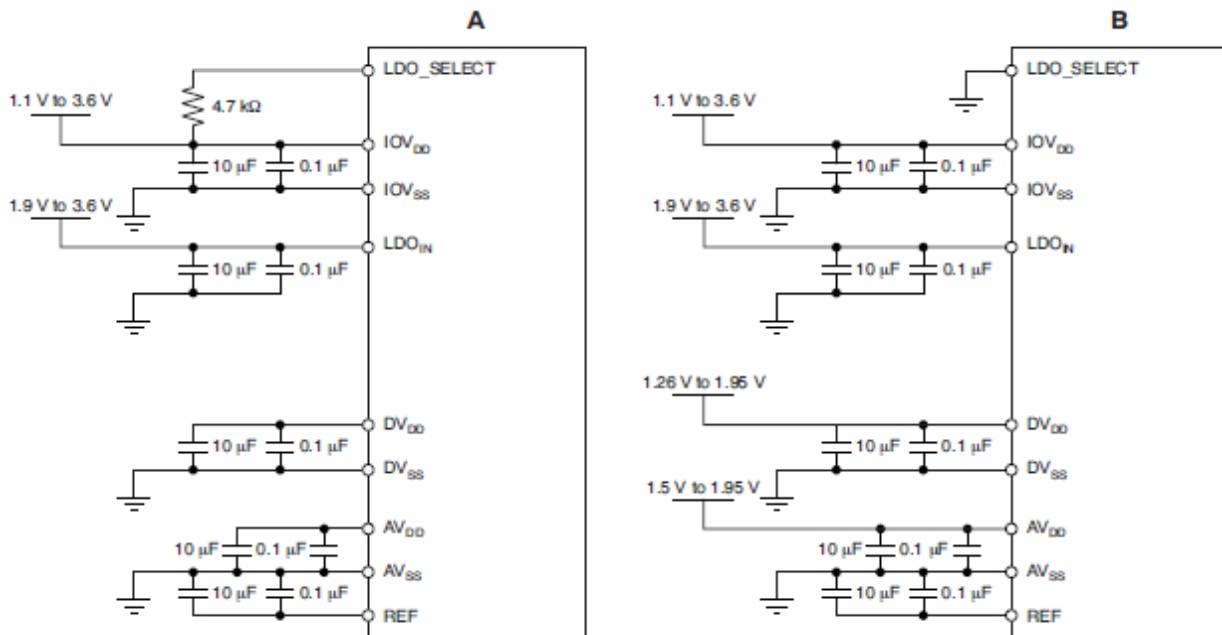 A
LDO_SELECT
4.7 kΩ
1.1 V to 3.6 V
IOVDD
10 µF
0.1 µF
IOVSS
1.9 V to 3.6 V
LDOIN
10 µF
0.1 µF
DVDD
10 µF
0.1 µF
DVSS
AVDD
10 µF
0.1 µF
AVSS
10 µF
0.1 µF
REF
B
LDO_SELECT
1.1 V to 3.6 V
IOVDD
10 µF
0.1 µF
IOVSS
1.9 V to 3.6 V
LDOIN
10 µF
0.1 µF
1.26 V to 1.95 V
DVDD
10 µF
0.1 µF
DVSS
1.5 V to 1.95 V
AVDD
10 µF
0.1 µF
AVSS
10 µF
0.1 µF
REF